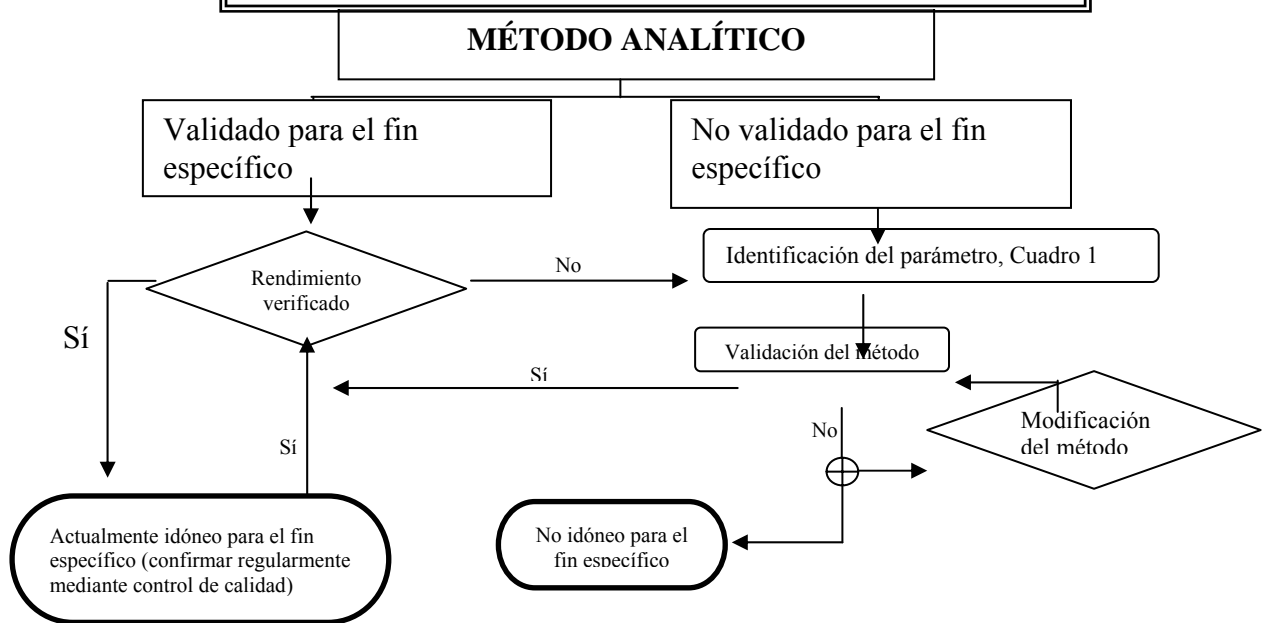 MÉTODO ANALÍTICO
Validado para el fin
específico
No validado para el fin
específico
Identificación del parámetro, Cuadro 1
Rendimiento
verificado
No
Sí
Validación del método
Sí
Modificación
del método
No
Sí
Actualmente idóneo para el fin
específico (confirmar regularmente
mediante control de calidad)
No idóneo para el
fin específico